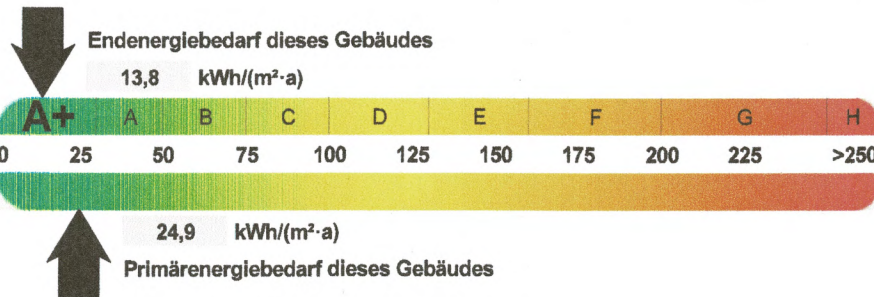 Endenergiebedarf dieses Gebäudes
13,8 kWh/(m²·a)
A+ A B C D E F G H
0 25 50 75 100 125 150 175 200 225 >250
24,9 kWh/(m²·a)
Primärenergiebedarf dieses Gebäudes